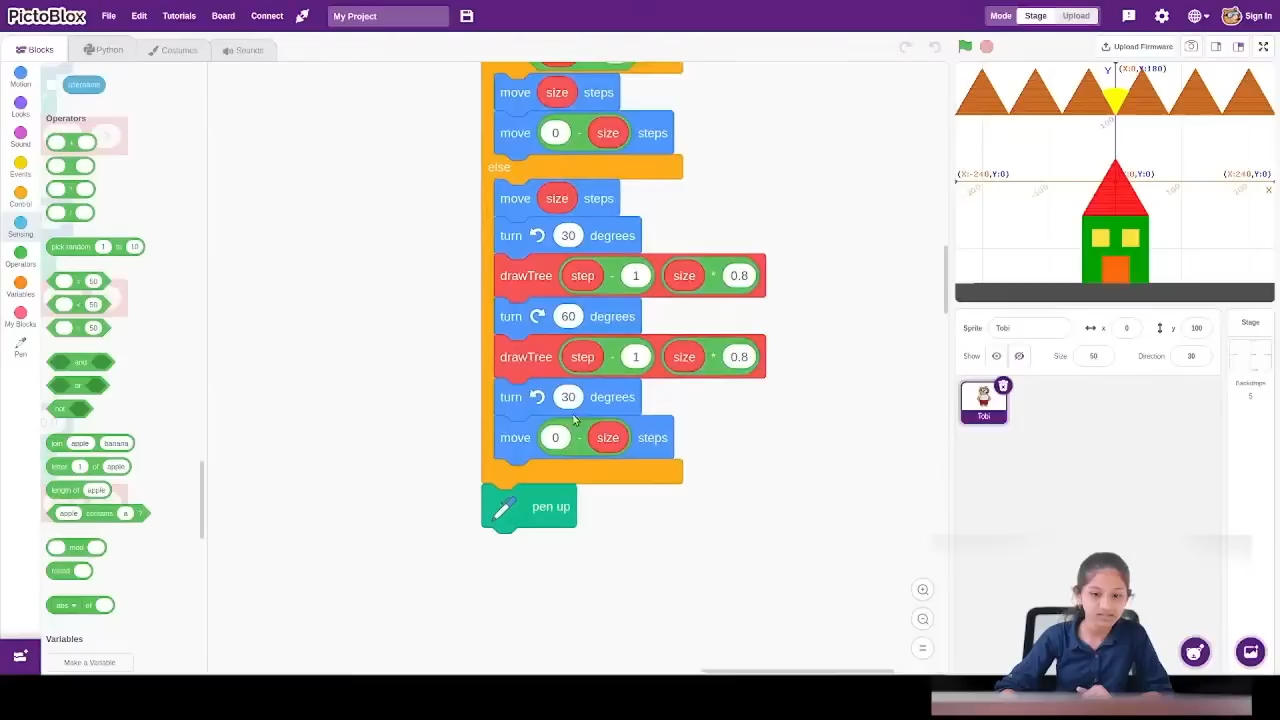 PictoBlox File Edit Tutorials Board Connect My Project Mode Stage Upload Sign In
Blocks Python Costumes Sounds Upload Firmware
Motion
Looks
Sound
Events
Control
Sensing
Operators
Variables
My Blocks
Pen
username
Operators
pick random 1 to 10
50
50
50
and
or
not
join apple banana
letter 1 of apple
length of apple
apple contains a ?
mod
round
abs of
Variables
Make a Variable
move size steps
move 0 - size steps
else
move size steps
turn 30 degrees
drawTree step - 1 size * 0.8
turn 60 degrees
drawTree step - 1 size * 0.8
turn 30 degrees
move 0 - size steps
pen up
Y (X:0,Y:180)
100
(X:-240,Y:0) (X:240,Y:0)
X
Sprite Tobi x 0 y 100
Show Size 50 Direction 30
Tobi
Stage
Backdrops
5